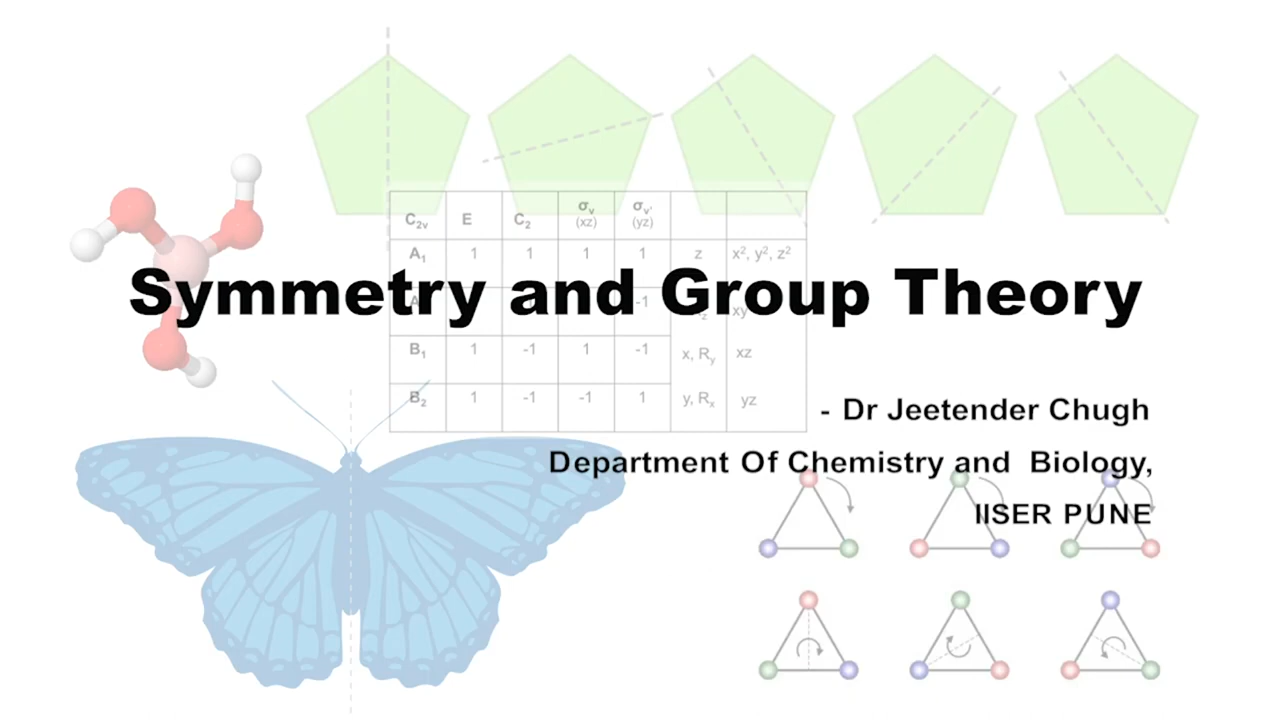 C2v E C2 σv (xz) σv' (yz)
A1 1 1 1 1 z x², y², z²
Symmetry and Group Theory
-1
B1 1 -1 1 -1 x, Ry xz
B2 1 -1 -1 1 y, Rx yz
- Dr Jeetender Chugh
Department Of Chemistry and Biology,
IISER PUNE